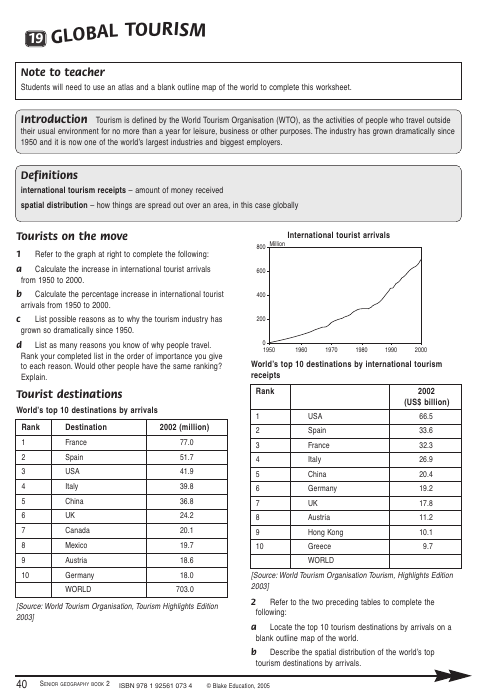 19 GLOBAL TOURISM
Note to teacher
Students will need to use an atlas and a blank outline map of the world to complete this worksheet.
Introduction Tourism is defined by the World Tourism Organisation (WTO), as the activities of people who travel outside
their usual environment for no more than a year for leisure, business or other purposes. The industry has grown dramatically since
1950 and it is now one of the world's largest industries and biggest employers.
Definitions
international tourism receipts – amount of money received
spatial distribution – how things are spread out over an area, in this case globally
Tourists on the move
1 Refer to the graph at right to complete the following:
a Calculate the increase in international tourist arrivals
from 1950 to 2000.
b Calculate the percentage increase in international tourist
arrivals from 1950 to 2000.
c List possible reasons as to why the tourism industry has
grown so dramatically since 1950.
d List as many reasons you know of why people travel.
Rank your completed list in the order of importance you give
to each reason. Would other people have the same ranking?
Explain.
Tourist destinations
World's top 10 destinations by arrivals
Rank Destination 2002 (million)
1 France 77.0
2 Spain 51.7
3 USA 41.9
4 Italy 39.8
5 China 36.8
6 UK 24.2
7 Canada 20.1
8 Mexico 19.7
9 Austria 18.6
10 Germany 18.0
WORLD 703.0
[Source: World Tourism Organisation, Tourism Highlights Edition
2003]
International tourist arrivals
Million
800
600
400
200
0
1950 1960 1970 1980 1990 2000
World's top 10 destinations by international tourism
receipts
Rank 2002
(US$ billion)
1 USA 66.5
2 Spain 33.6
3 France 32.3
4 Italy 26.9
5 China 20.4
6 Germany 19.2
7 UK 17.8
8 Austria 11.2
9 Hong Kong 10.1
10 Greece 9.7
WORLD
[Source: World Tourism Organisation Tourism, Highlights Edition
2003]
2 Refer to the two preceding tables to complete the
following:
a Locate the top 10 tourism destinations by arrivals on a
blank outline map of the world.
b Describe the spatial distribution of the world's top
tourism destinations by arrivals.
40 SENIOR GEOGRAPHY BOOK 2 ISBN 978 1 92561 073 4 © Blake Education, 2005